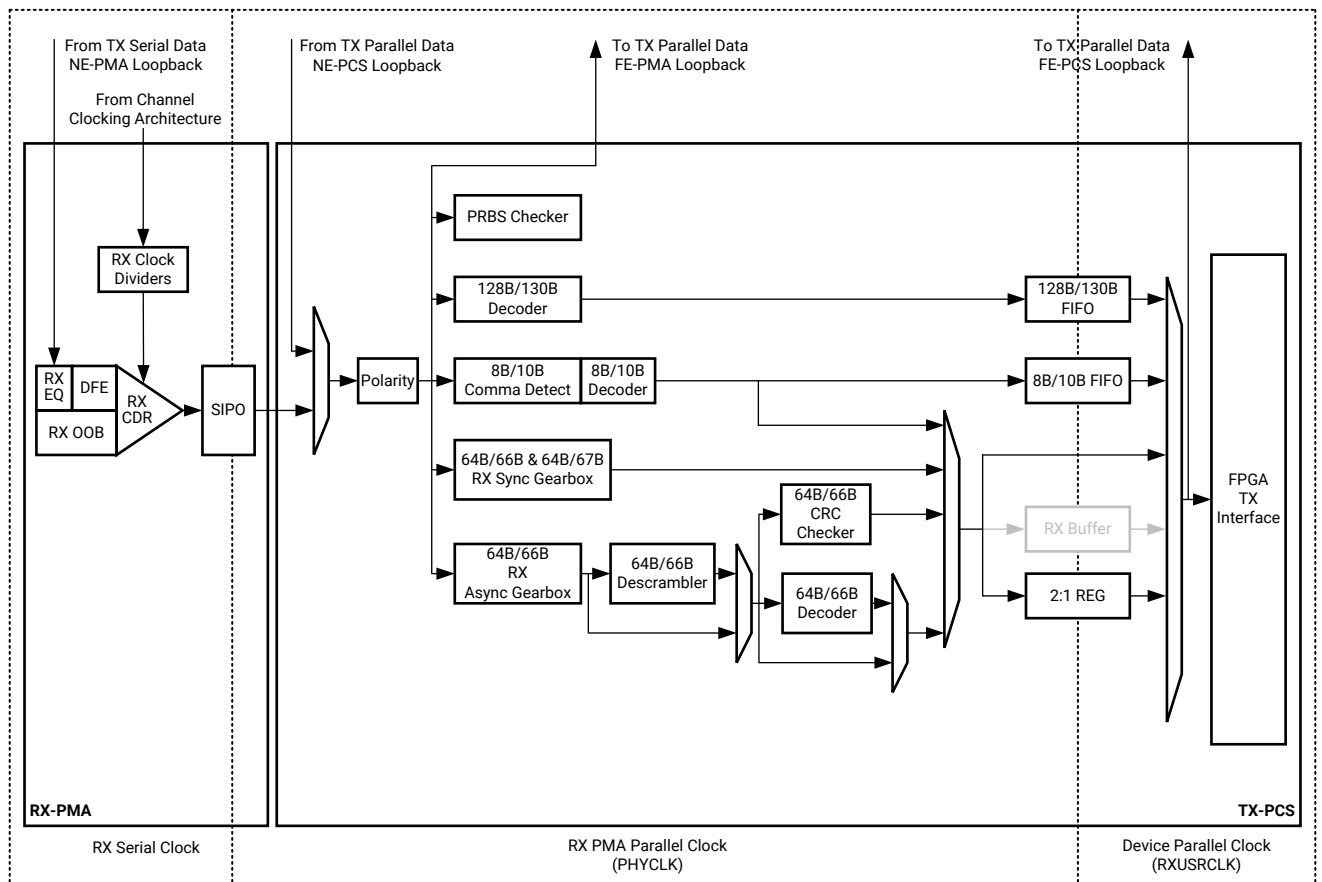 From TX Serial Data
NE-PMA Loopback
From TX Parallel Data
NE-PCS Loopback
To TX Parallel Data
FE-PMA Loopback
To TX Parallel Data
FE-PCS Loopback
From Channel
Clocking Architecture
PRBS Checker
RX Clock
Dividers
128B/130B
Decoder
128B/130B
FIFO
RX
EQ
DFE
RX
CDR
RX OOB
SIPO
Polarity
8B/10B
Comma Detect
8B/10B
Decoder
8B/10B FIFO
64B/66B & 64B/67B
RX Sync Gearbox
64B/66B
CRC
Checker
RX Buffer
FPGA
TX
Interface
64B/66B
RX
Async Gearbox
64B/66B
Descrambler
64B/66B
Decoder
2:1 REG
RX-PMA
TX-PCS
RX Serial Clock
RX PMA Parallel Clock
(PHYCLK)
Device Parallel Clock
(RXUSRCLK)